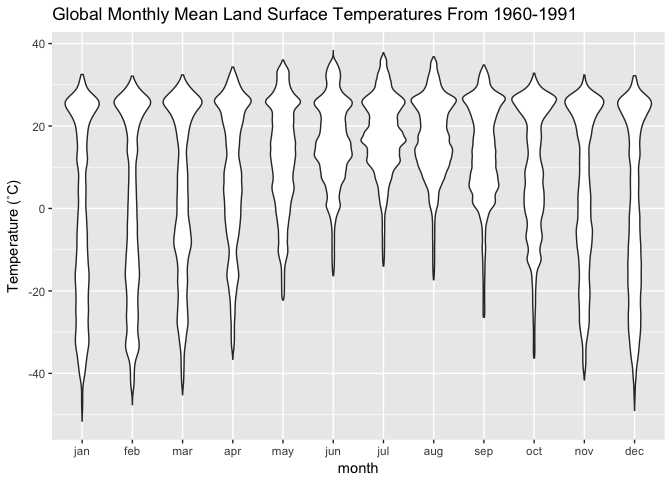 Global Monthly Mean Land Surface Temperatures From 1960-1991
Temperature (˚C)
40
20
0
-20
-40
jan feb mar apr may jun jul aug sep oct nov dec
month